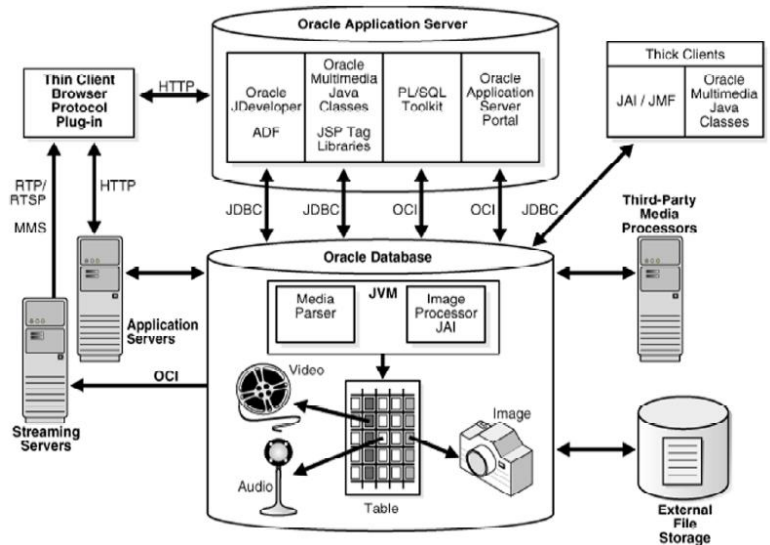 Oracle Application Server
Thin Client
Browser
Protocol
Plug-in
HTTP
Oracle
JDeveloper
ADF
Oracle
Multimedia
Java
Classes
JSP Tag
Libraries
PL/SQL
Toolkit
Oracle
Application
Server
Portal
Thick Clients
JAI / JMF
Oracle
Multimedia
Java
Classes
RTP/
RTSP
MMS
HTTP
JDBC
JDBC
OCI
OCI
JDBC
Third-Party
Media
Processors
Oracle Database
Media
Parser
JVM
Image
Processor
JAI
Application
Servers
OCI
Streaming
Servers
Video
Audio
Table
Image
External
File
Storage